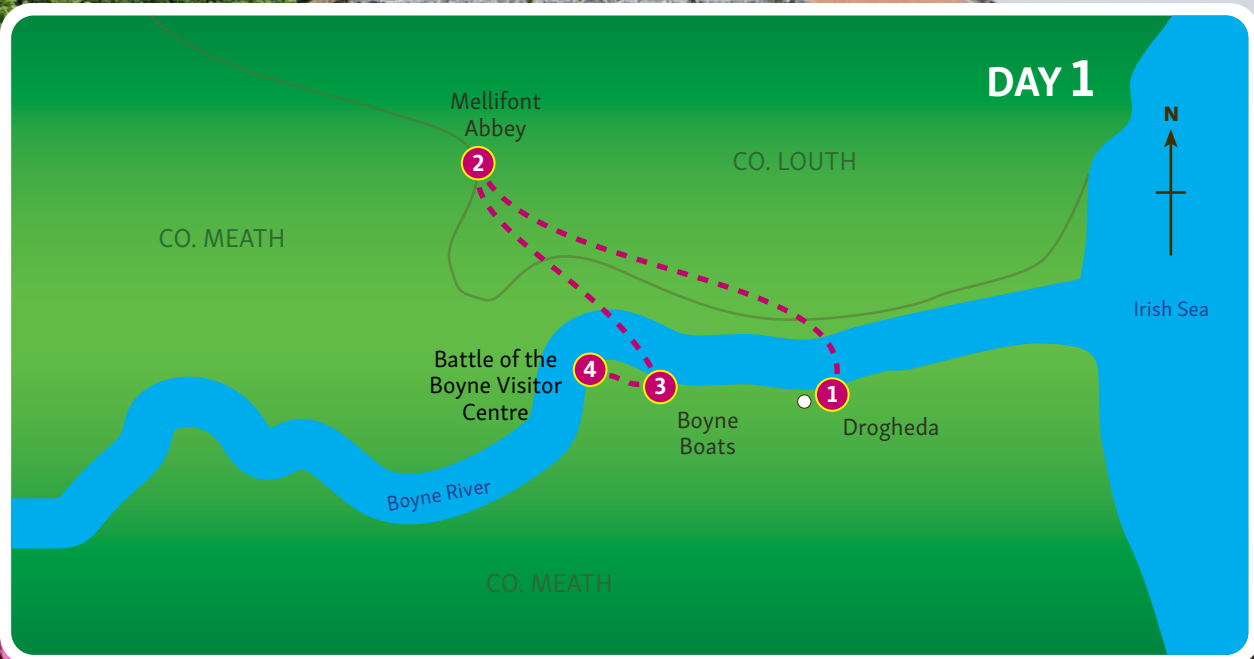 DAY 1
N
Mellifont
Abbey
2
CO. LOUTH
CO. MEATH
Irish Sea
Battle of the
Boyne Visitor
Centre
4
3
1
Boyne
Boats
Drogheda
Boyne River
CO. MEATH